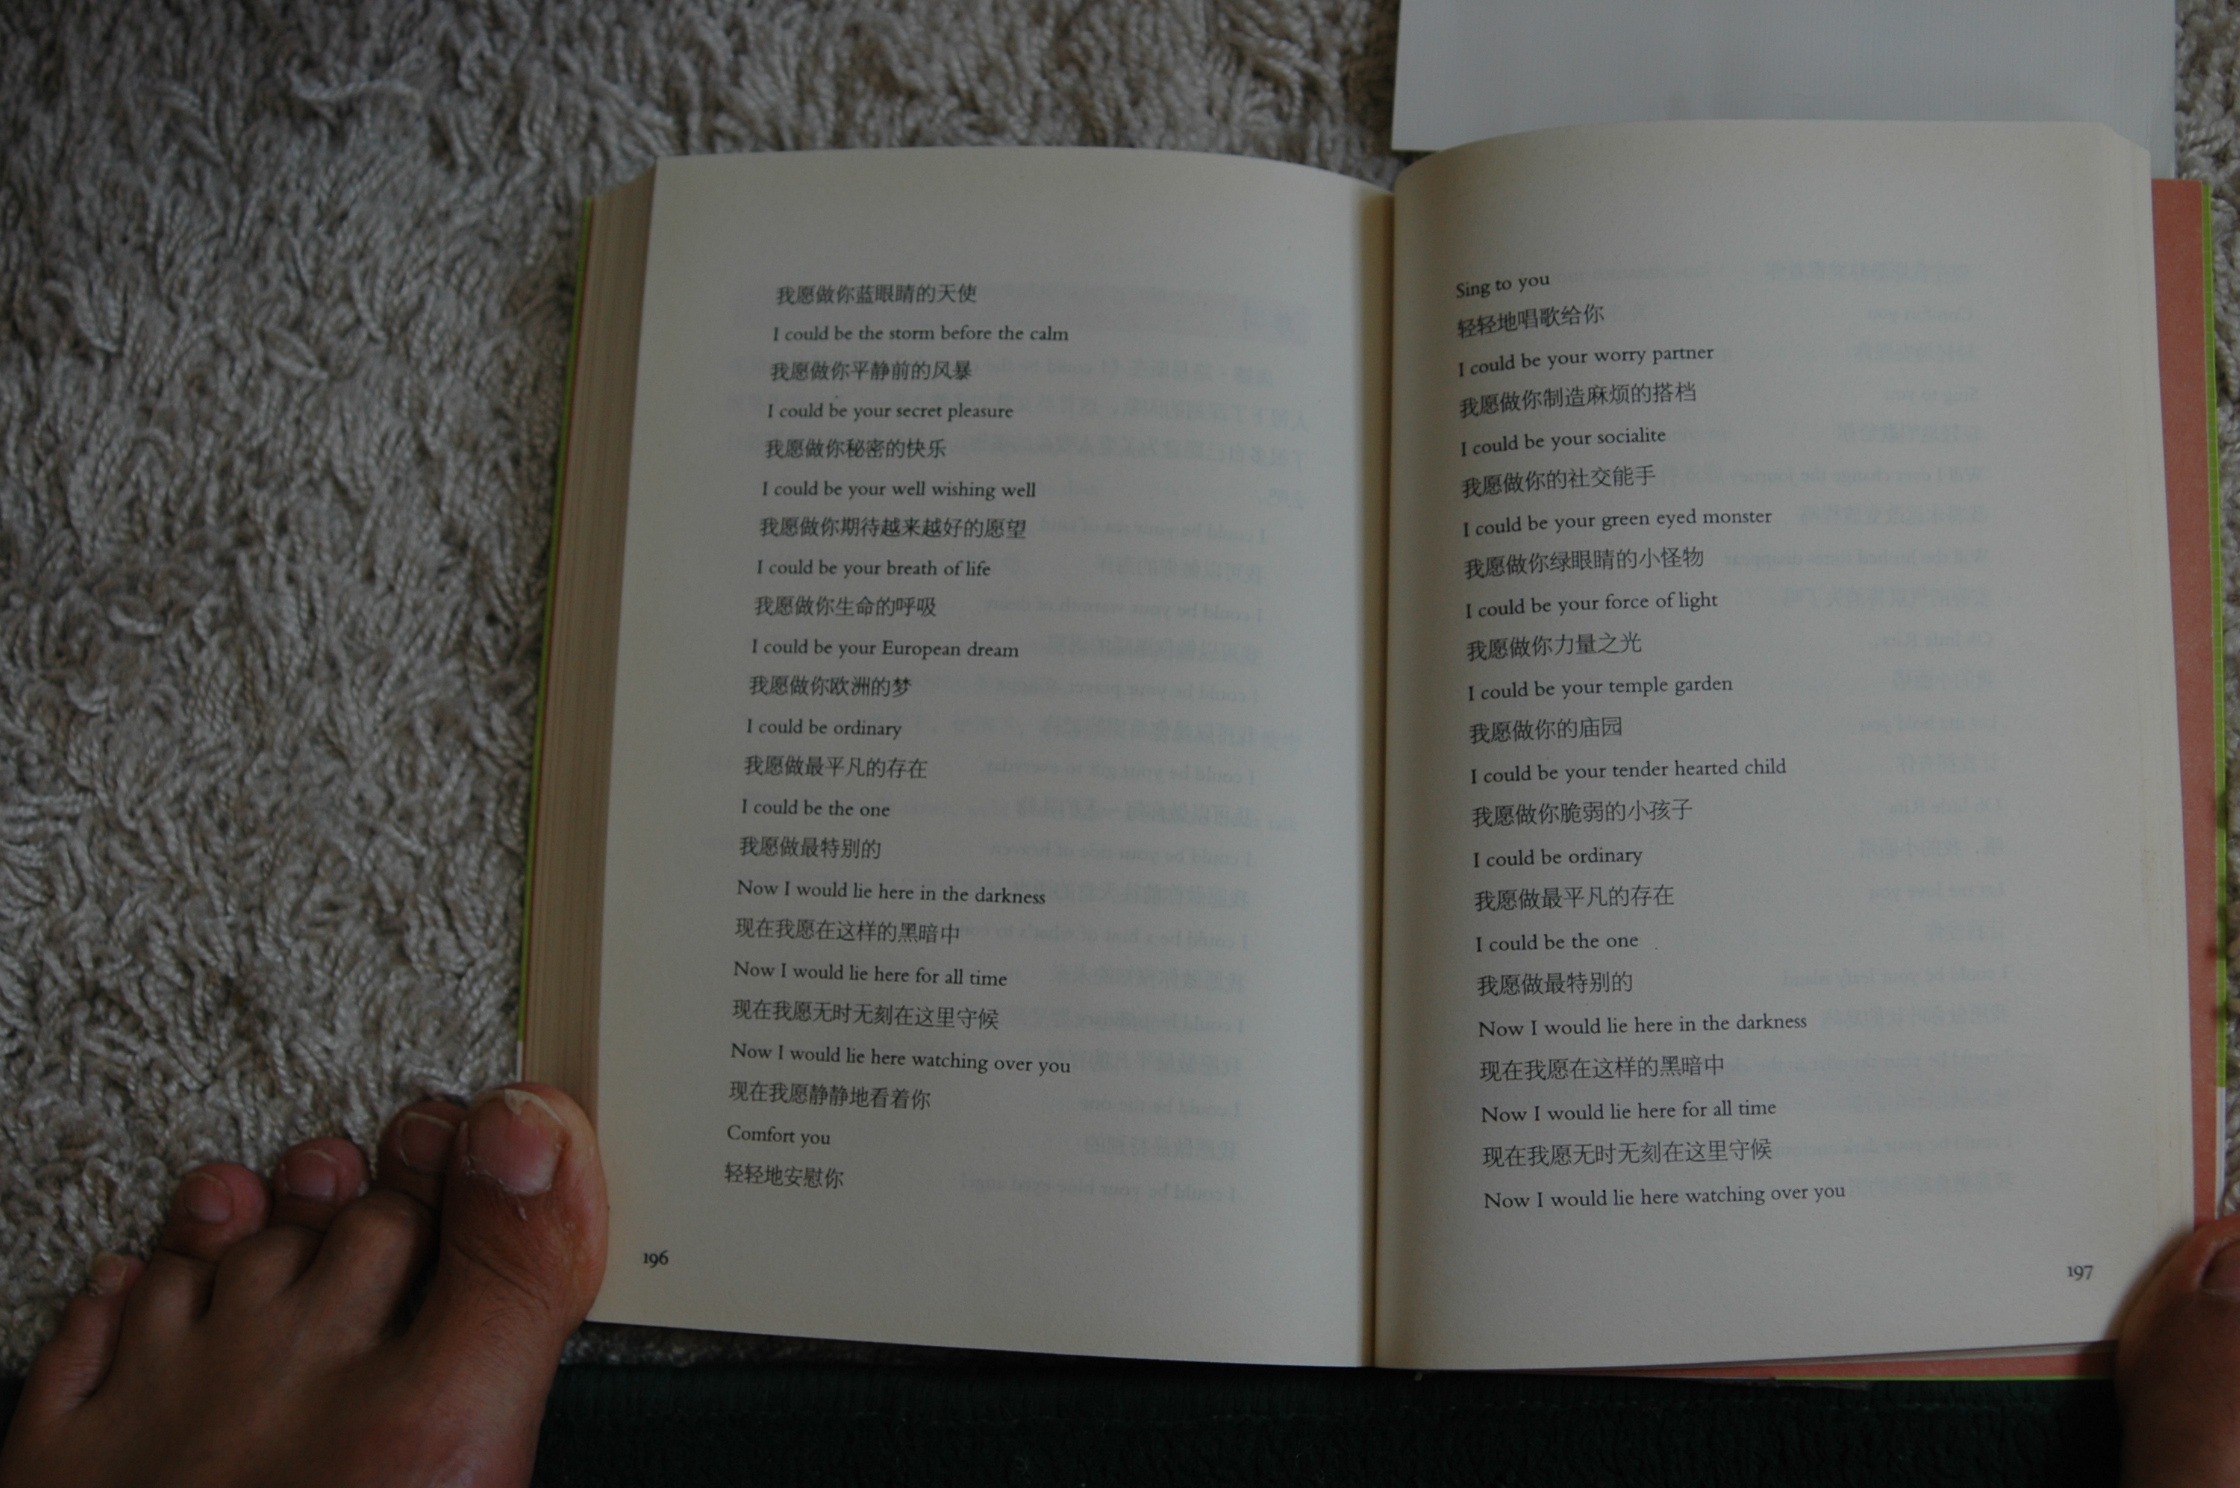 我愿做你蓝眼睛的天使
I could be the storm before the calm
我愿做你平静前的风暴
I could be your secret pleasure
我愿做你秘密的快乐
I could be your well wishing well
我愿做你期待越来越好的愿望
I could be your breath of life
我愿做你生命的呼吸
I could be your European dream
我愿做你欧洲的梦
I could be ordinary
我愿做最平凡的存在
I could be the one
我愿做最特别的
Now I would lie here in the darkness
现在我愿在这样的黑暗中
Now I would lie here for all time
现在我愿无时无刻在这里守候
Now I would lie here watching over you
现在我愿静静地看着你
Comfort you
轻轻地安慰你
196
Sing to you
轻轻地唱歌给你
I could be your worry partner
我愿做你制造麻烦的搭档
I could be your socialite
我愿做你的社交能手
I could be your green eyed monster
我愿做你绿眼睛的小怪物
I could be your force of light
我愿做你力量之光
I could be your temple garden
我愿做你的庙园
I could be your tender hearted child
我愿做你脆弱的小孩子
I could be ordinary
我愿做最平凡的存在
I could be the one
我愿做最特别的
Now I would lie here in the darkness
现在我愿在这样的黑暗中
Now I would lie here for all time
现在我愿无时无刻在这里守候
Now I would lie here watching over you
197